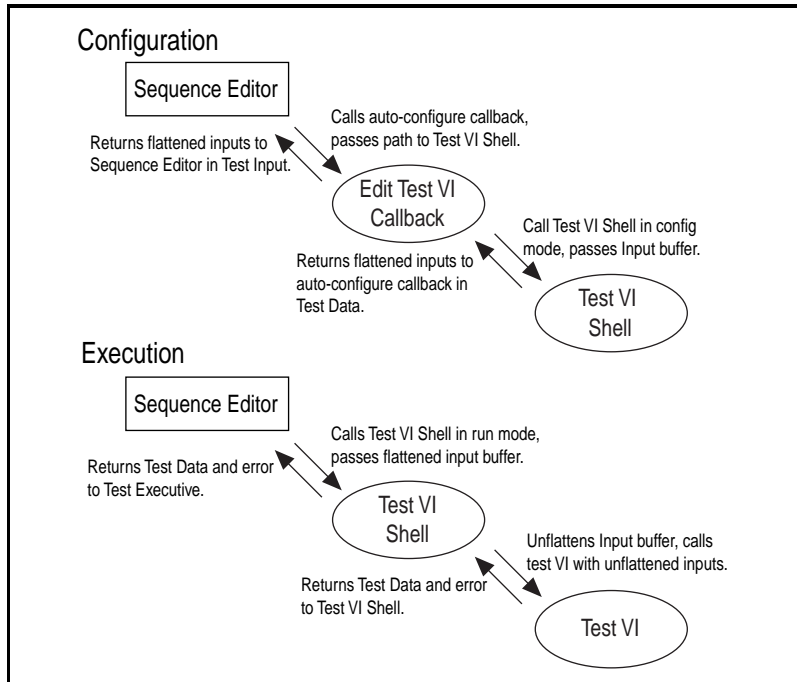 Configuration
Sequence Editor
Calls auto-configure callback,
passes path to Test VI Shell.
Returns flattened inputs to
Sequence Editor in Test Input.
Edit Test VI
Callback
Call Test VI Shell in config
mode, passes Input buffer.
Returns flattened inputs to
auto-configure callback in
Test Data.
Test VI
Shell
Execution
Sequence Editor
Calls Test VI Shell in run mode,
passes flattened input buffer.
Returns Test Data and error
to Test Executive.
Test VI
Shell
Unflattens Input buffer, calls
test VI with unflattened inputs.
Returns Test Data and error
to Test VI Shell.
Test VI